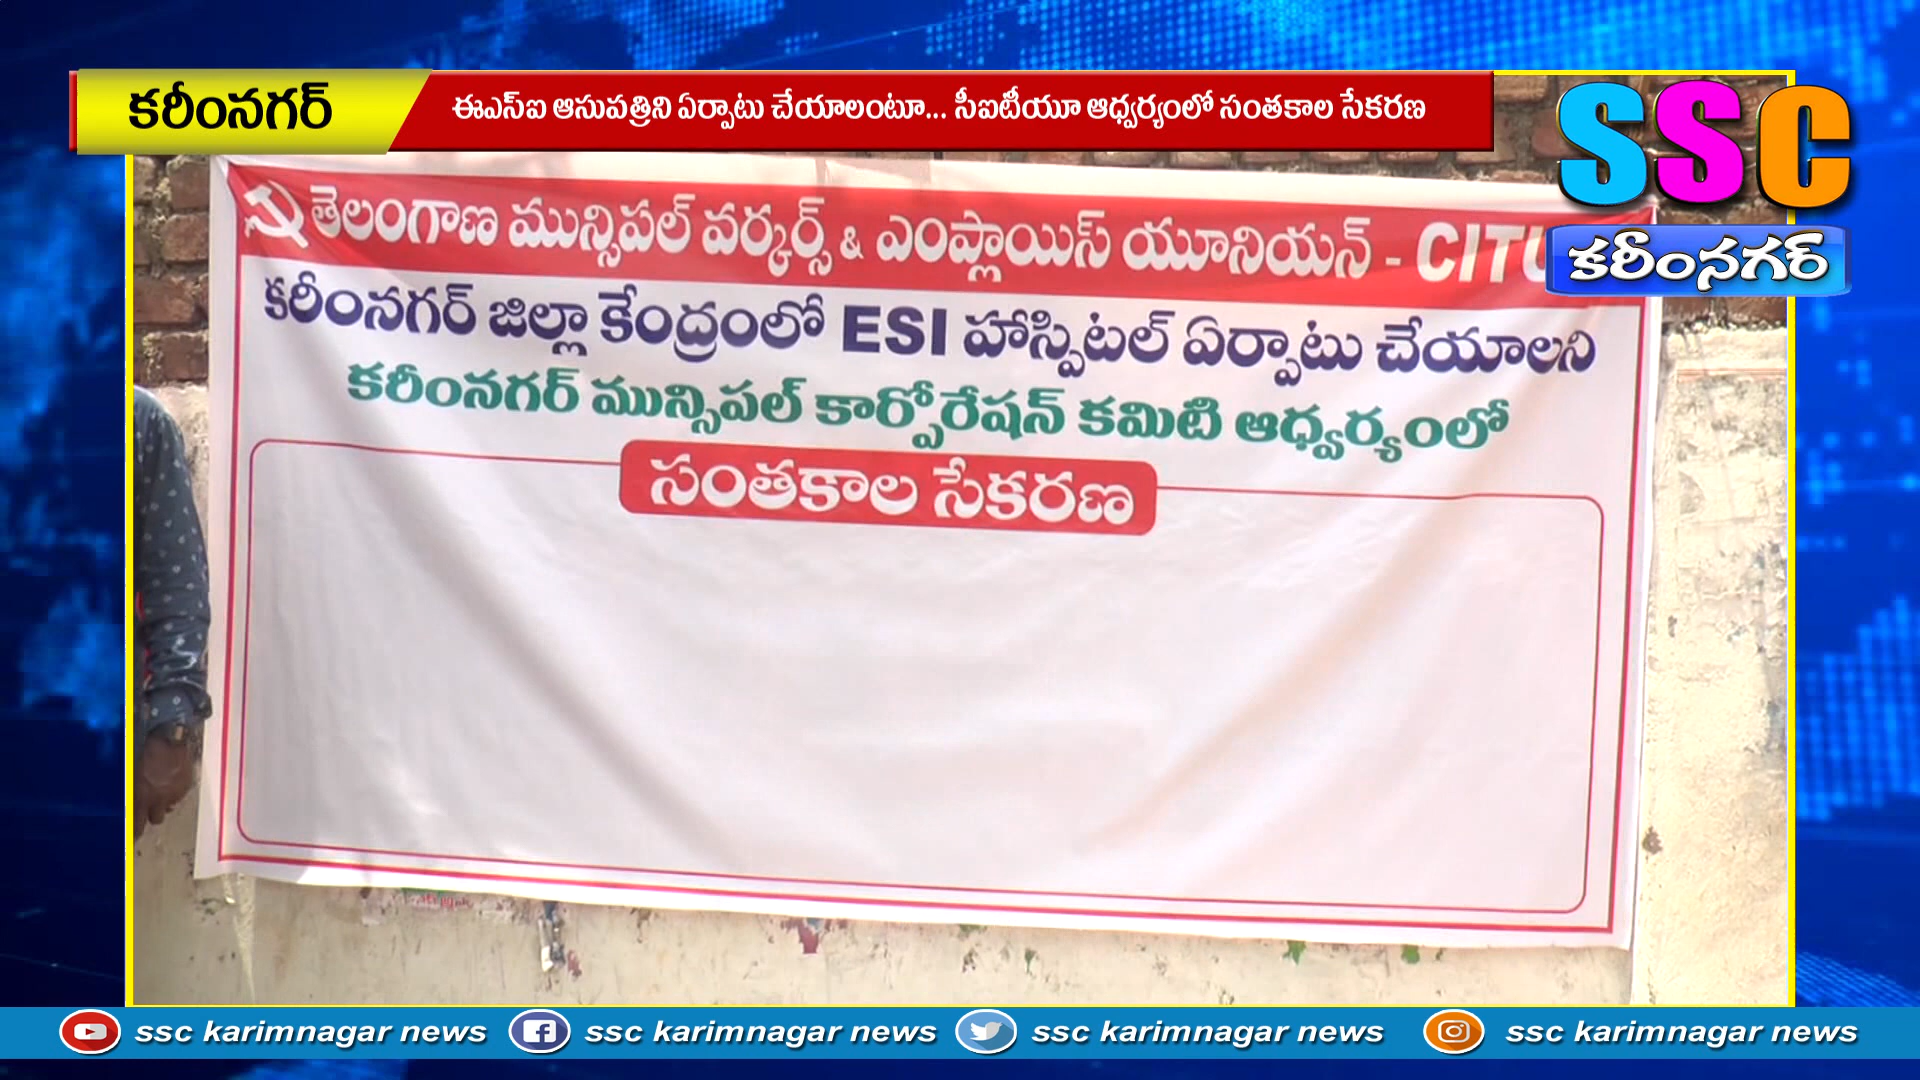 కరీంనగర్
ఈఎస్ఐ ఆసుపత్రిని ఏర్పాటు చేయాలంటూ... సీఐటీయూ ఆధ్వర్యంలో సంతకాల సేకరణ
SSC
కరీంనగర్
తెలంగాణ మున్సిపల్ వర్కర్స్ & ఎంప్లాయిస్ యూనియన్ - CITU
కరీంనగర్ జిల్లా కేంద్రంలో ESI హాస్పిటల్ ఏర్పాటు చేయాలని
కరీంనగర్ మున్సిపల్ కార్పోరేషన్ కమిటి ఆధ్వర్యంలో
సంతకాల సేకరణ
ssc karimnagar news ssc karimnagar news ssc karimnagar news ssc karimnagar news